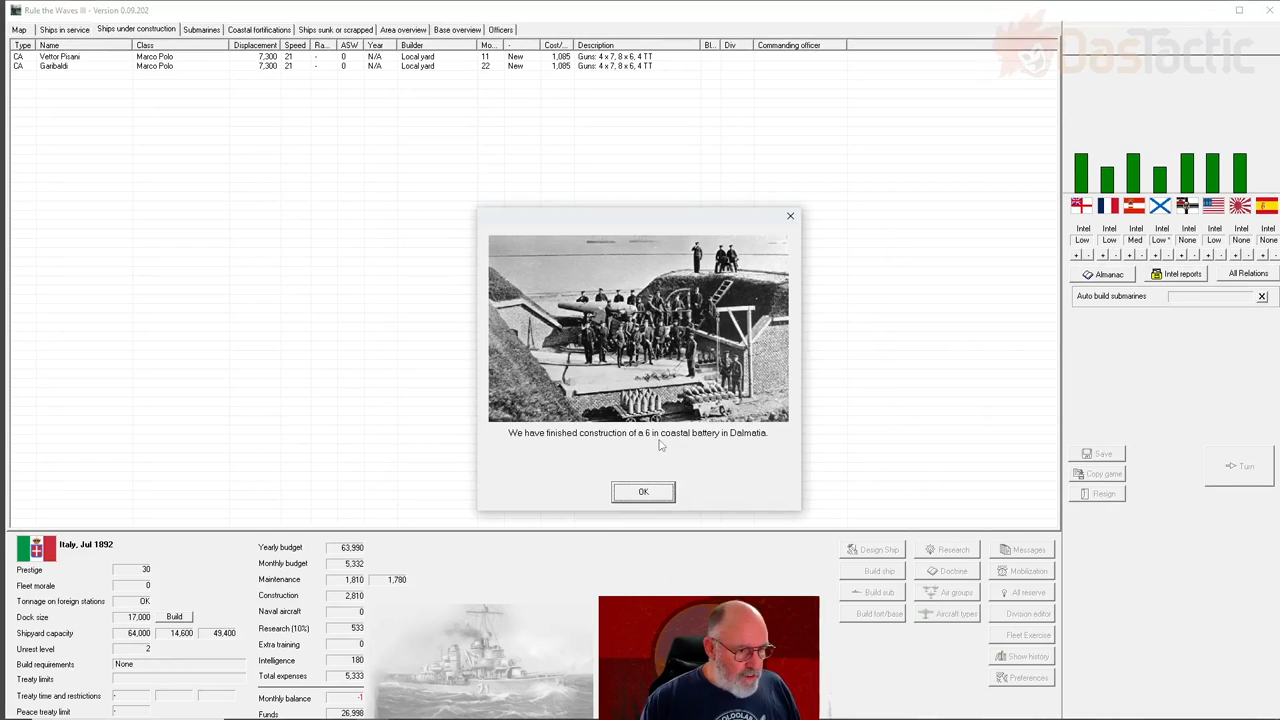 Rule the Waves III - Version 0.09.202
DasTactic
Map Ships in service Ships under construction Submarines Coastal fortifications Ships sunk or scrapped Area overview Base overview Officers
Type Name Class Displacement Speed Ra... ASW Year Builder Mo... - Cost/... Description Bl... Div Commanding officer
CA Vettor Pisani Marco Polo 7,300 21 - 0 N/A Local yard 11 New 1,085 Guns: 4 x 7, 8 x 6, 4 TT
CA Garibaldi Marco Polo 7,300 21 - 0 N/A Local yard 22 New 1,085 Guns: 4 x 7, 8 x 6, 4 TT
Intel Intel Intel Intel Intel Intel Intel Intel
Low Low Med Low* None Low None None
+ - + - + - + - + - + - + - + -
Almanac Intel reports All Relations
Auto build submarines X
We have finished construction of a 6 in coastal battery in Dalmatia.
OK
Save
Copy game
Resign
Turn
Italy, Jul 1892
Prestige 30
Fleet morale 0
Tonnage on foreign stations OK
Dock size 17,000 Build
Shipyard capacity 64,000 14,600 49,400
Unrest level 2
Build requirements None
Treaty limits
Treaty time and restrictions -
Peace treaty limit -
Yearly budget 63,990
Monthly budget 5,332
Maintenance 1,810 1,780
Construction 2,810
Naval aircraft 0
Research (10%) 533
Extra training 0
Intelligence 180
Total expenses 5,333
Monthly balance -1
Funds 26,998
Design Ship Research Messages
Build ship Doctrine Mobilization
Build sub Air groups All reserve
Build fort/base Aircraft types Division editor
Fleet Exercise
Show history
Preferences